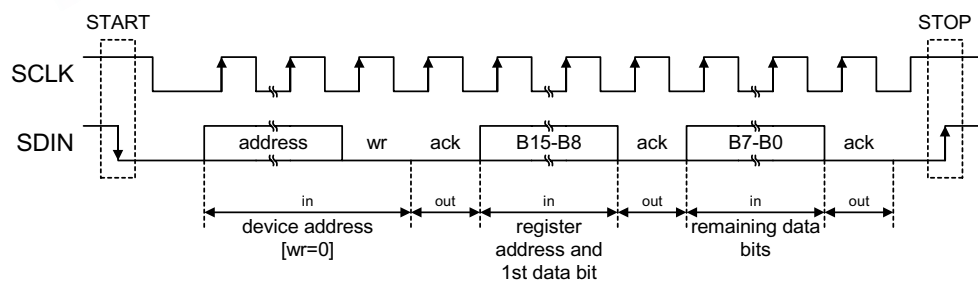 START
STOP
SCLK
SDIN
address
wr
ack
B15-B8
ack
B7-B0
ack
in
out
in
out
in
out
device address
[wr=0]
register
address and
1st data bit
remaining data
bits